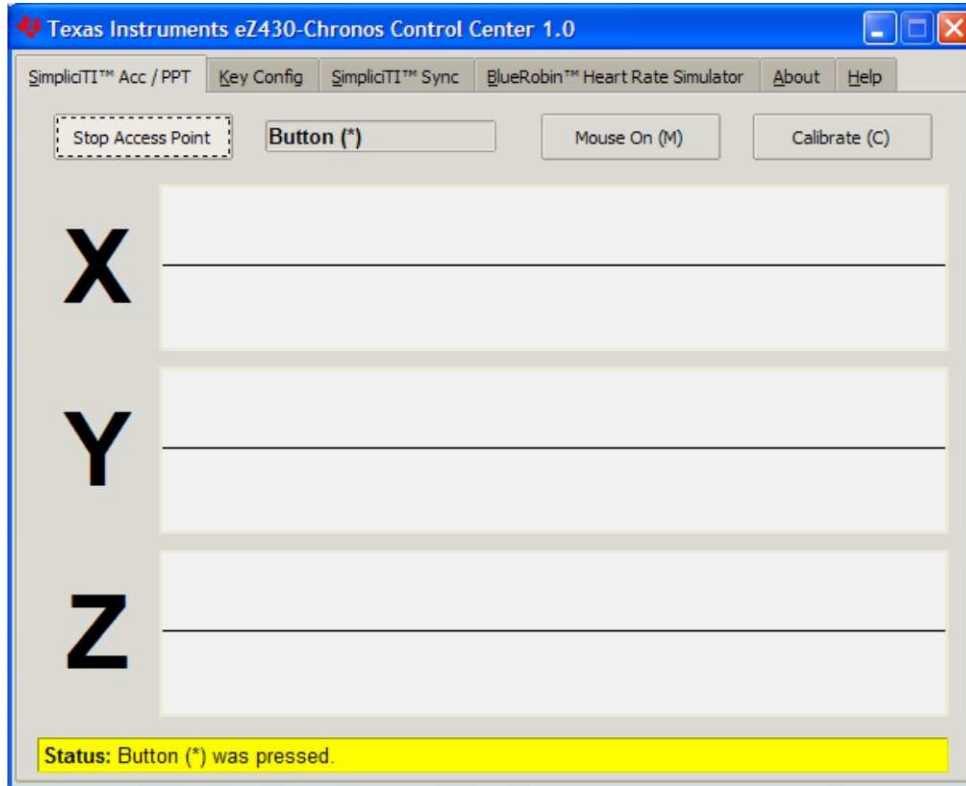 Texas Instruments eZ430-Chronos Control Center 1.0
SimpliciTI™ Acc / PPT Key Config SimpliciTI™ Sync BlueRobin™ Heart Rate Simulator About Help
Stop Access Point Button (*) Mouse On (M) Calibrate (C)
X
Y
Z
Status: Button (*) was pressed.